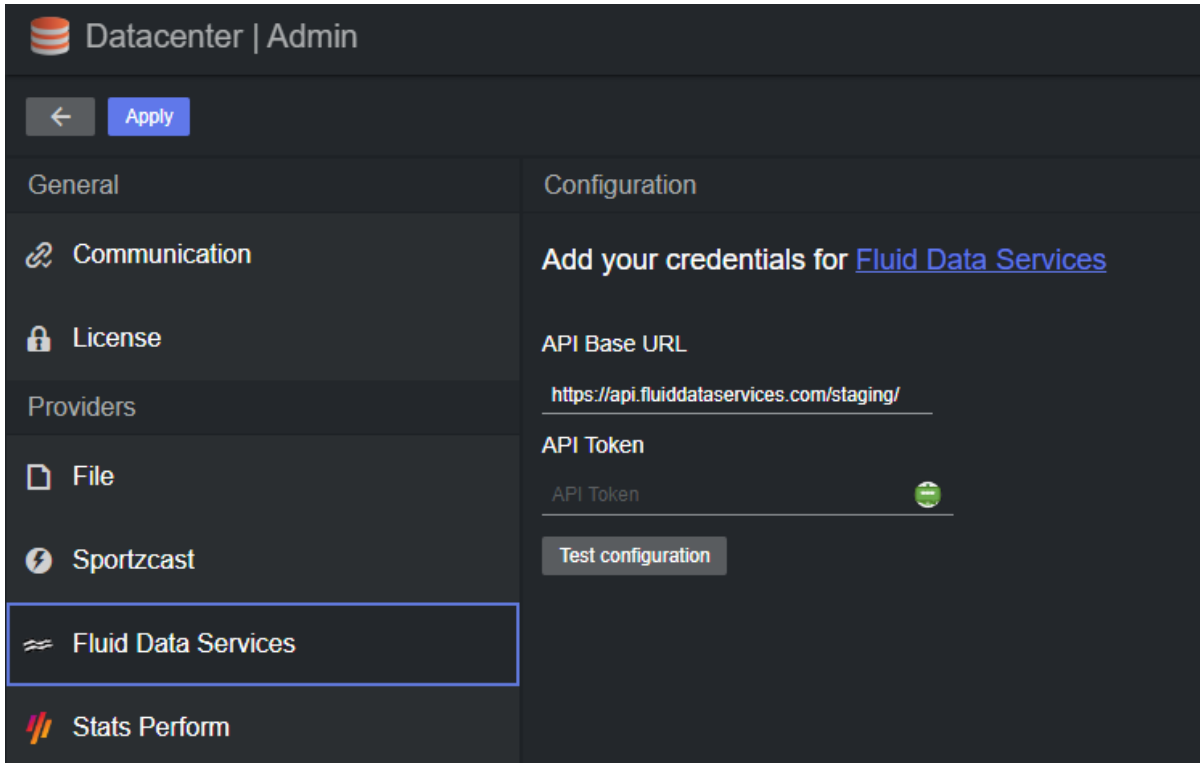 Datacenter | Admin
Apply
General
Communication
License
Providers
File
Sportzcast
Fluid Data Services
Stats Perform
Configuration
Add your credentials for Fluid Data Services
API Base URL
https://api.fluiddataservices.com/staging/
API Token
API Token
Test configuration